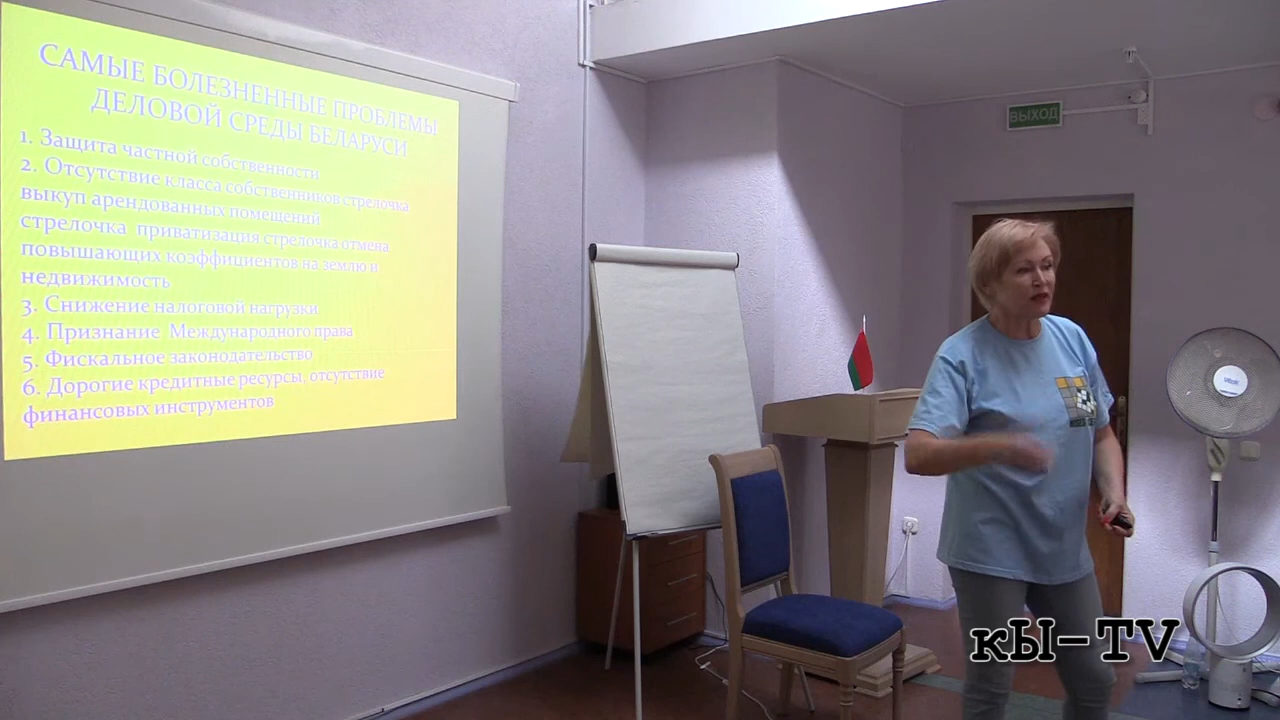 САМЫЕ БОЛЕЗНЕННЫЕ ПРОБЛЕМЫ
ДЕЛОВОЙ СРЕДЫ БЕЛАРУСИ
1. Защита частной собственности
2. Отсутствие класса собственников стрелочка
выкуп арендованных помещений
стрелочка приватизация стрелочка отмена
повышающих коэффициентов на землю и
недвижимость
3. Снижение налоговой нагрузки
4. Признание Международного права
5. Фискальное законодательство
6. Дорогие кредитные ресурсы, отсутствие
финансовых инструментов
ВЫХОД
кЫ-TV